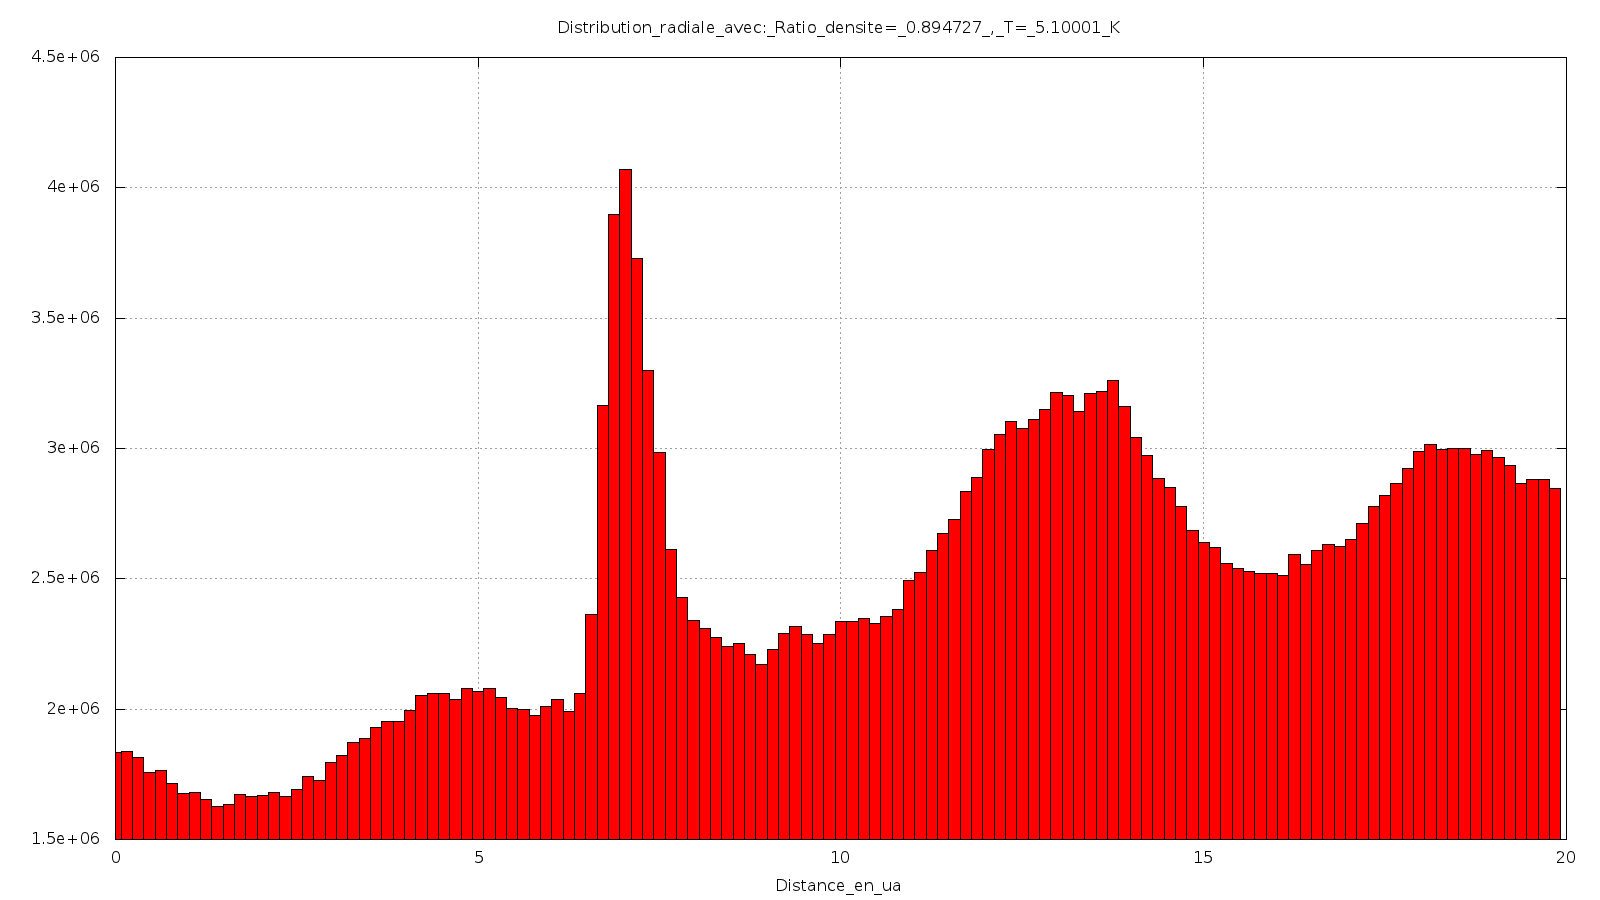 Distribution_radiale_avec:_Ratio_densite=_0.894727_,_T=_5.10001_K
4.5e+06
4e+06
3.5e+06
3e+06
2.5e+06
2e+06
1.5e+06
0 5 10 15 20
Distance_en_ua